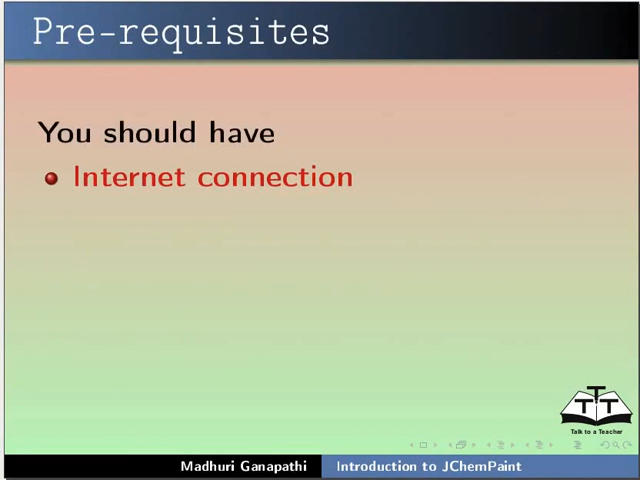 Pre-requisites
You should have
Internet connection
T
T T
Talk to a Teacher
Madhuri Ganapathi Introduction to JChemPaint